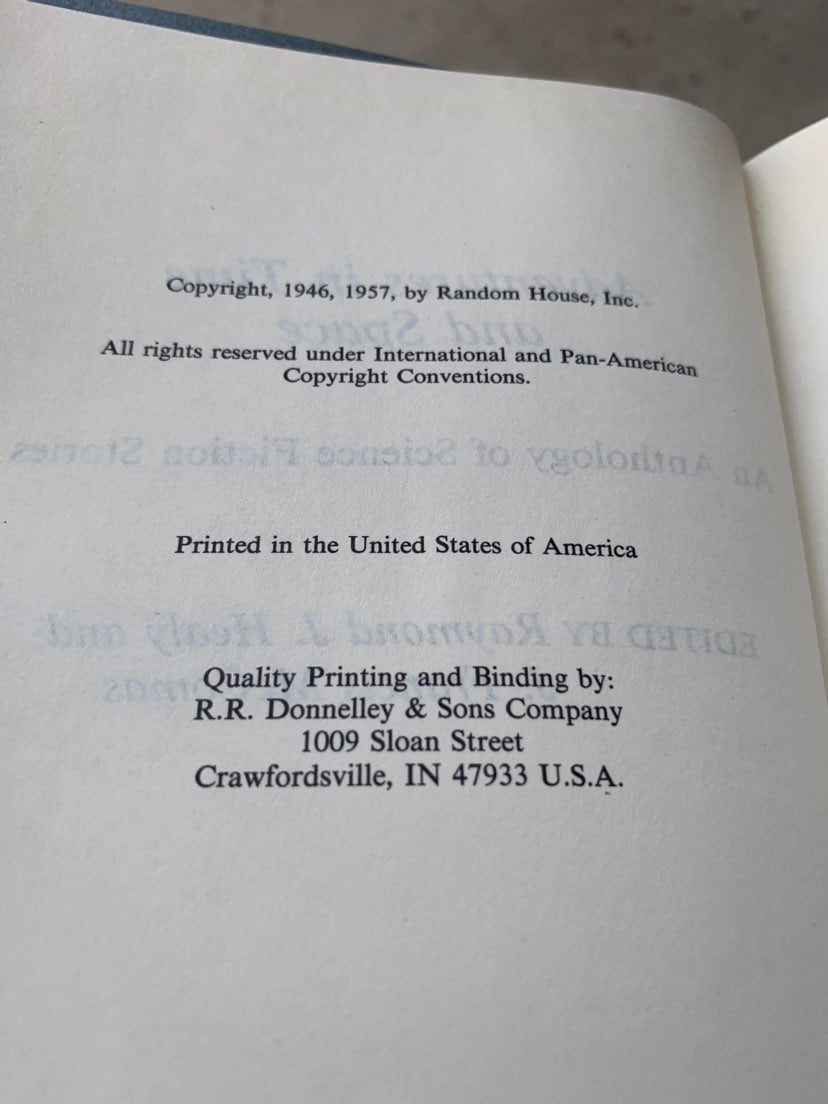 Copyright, 1946, 1957, by Random House, Inc.
All rights reserved under International and Pan-American
Copyright Conventions.
Printed in the United States of America
Quality Printing and Binding by:
R.R. Donnelley & Sons Company
1009 Sloan Street
Crawfordsville, IN 47933 U.S.A.